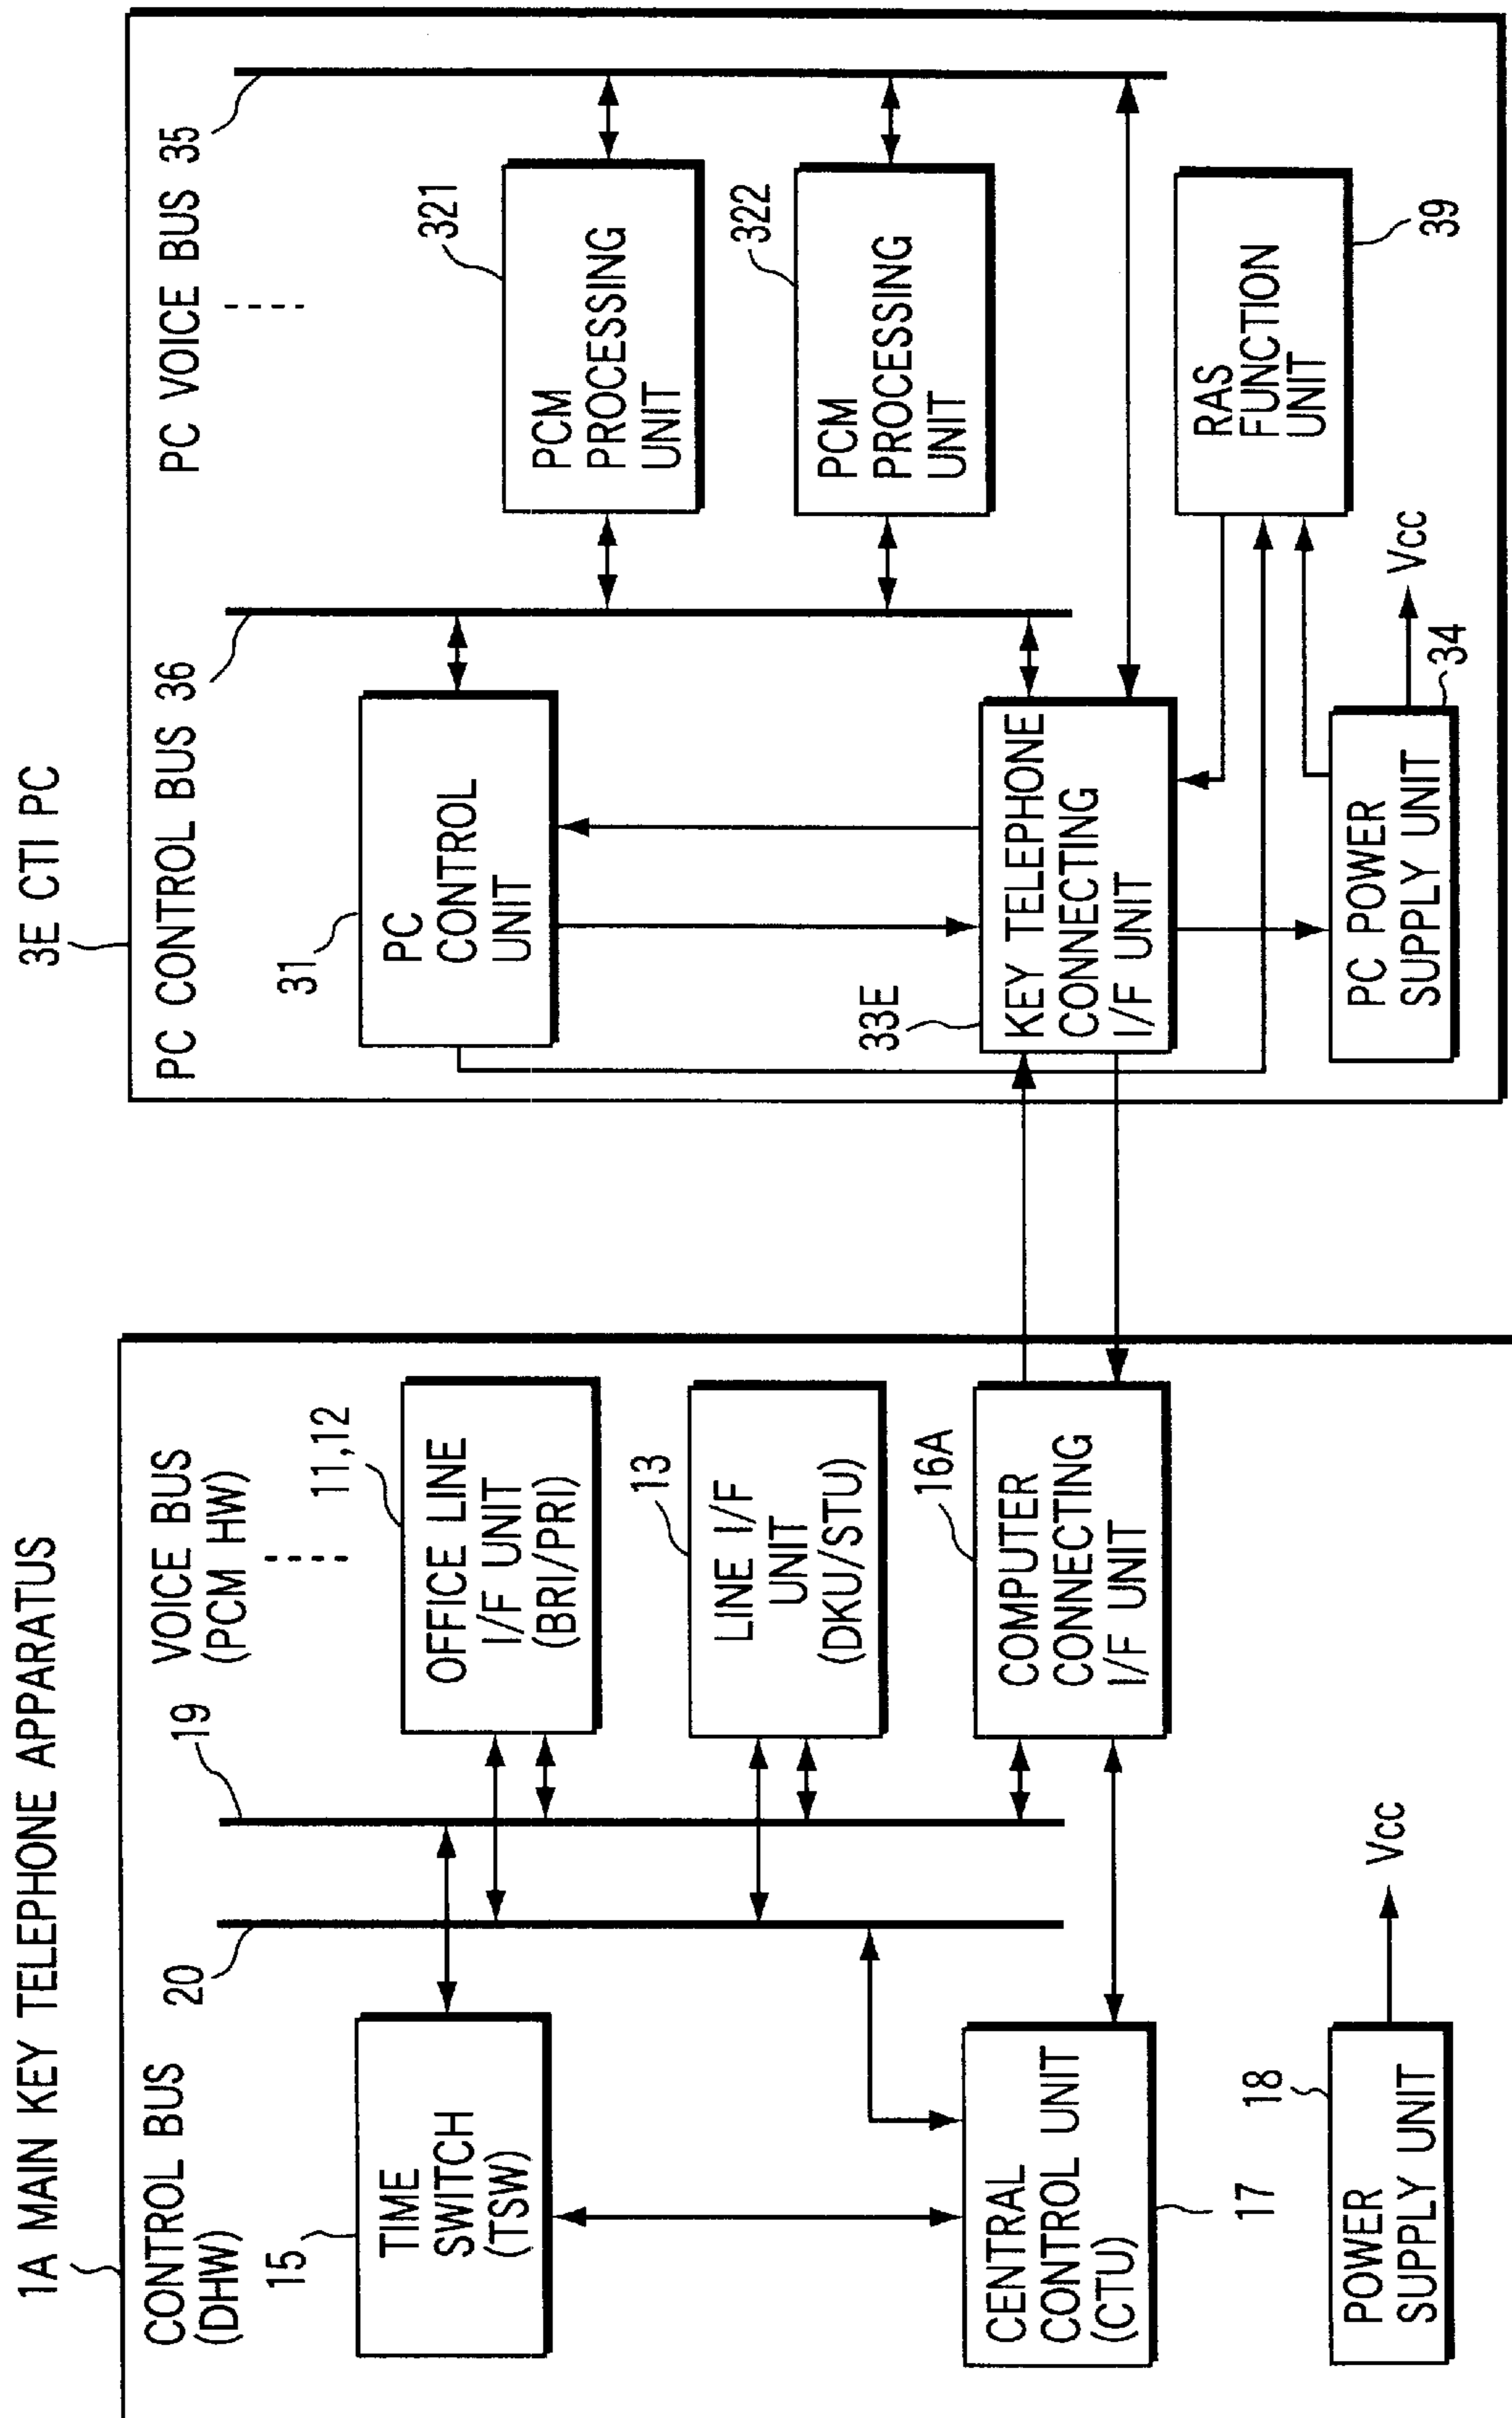 1A MAIN KEY TELEPHONE APPARATUS
CONTROL BUS
(DHW)
20
19
VOICE BUS
(PCM HW)
11,12
15
TIME
SWITCH
(TSW)
OFFICE LINE
I/F UNIT
(BRI/PRI)
13
LINE I/F
UNIT
(DKU/STU)
16A
CENTRAL
CONTROL UNIT
(CTU)
17
COMPUTER
CONNECTING
I/F UNIT
18
POWER
SUPPLY UNIT
Vcc
3E CTI PC
PC CONTROL BUS 36
PC VOICE BUS 35
31
PC
CONTROL
UNIT
321
PCM
PROCESSING
UNIT
322
PCM
PROCESSING
UNIT
33E
KEY TELEPHONE
CONNECTING
I/F UNIT
RAS
FUNCTION
UNIT
39
PC POWER
SUPPLY UNIT
34
Vcc